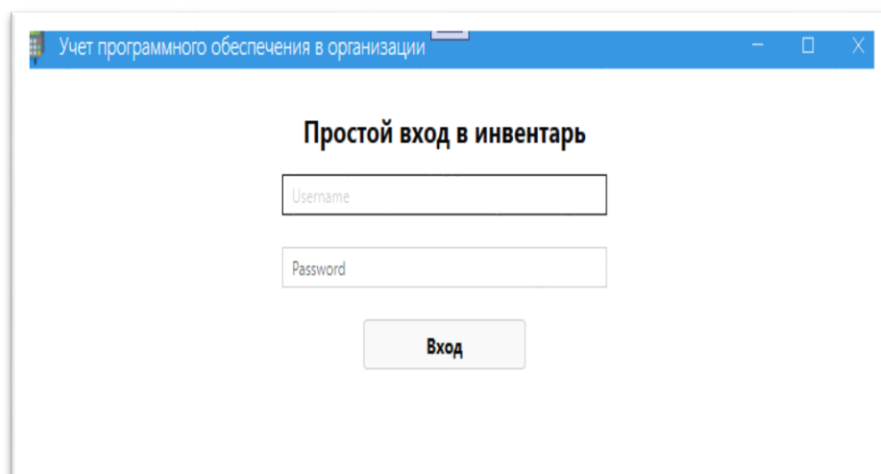 Учет программного обеспечения в организации
Простой вход в инвентарь
Username
Password
Вход